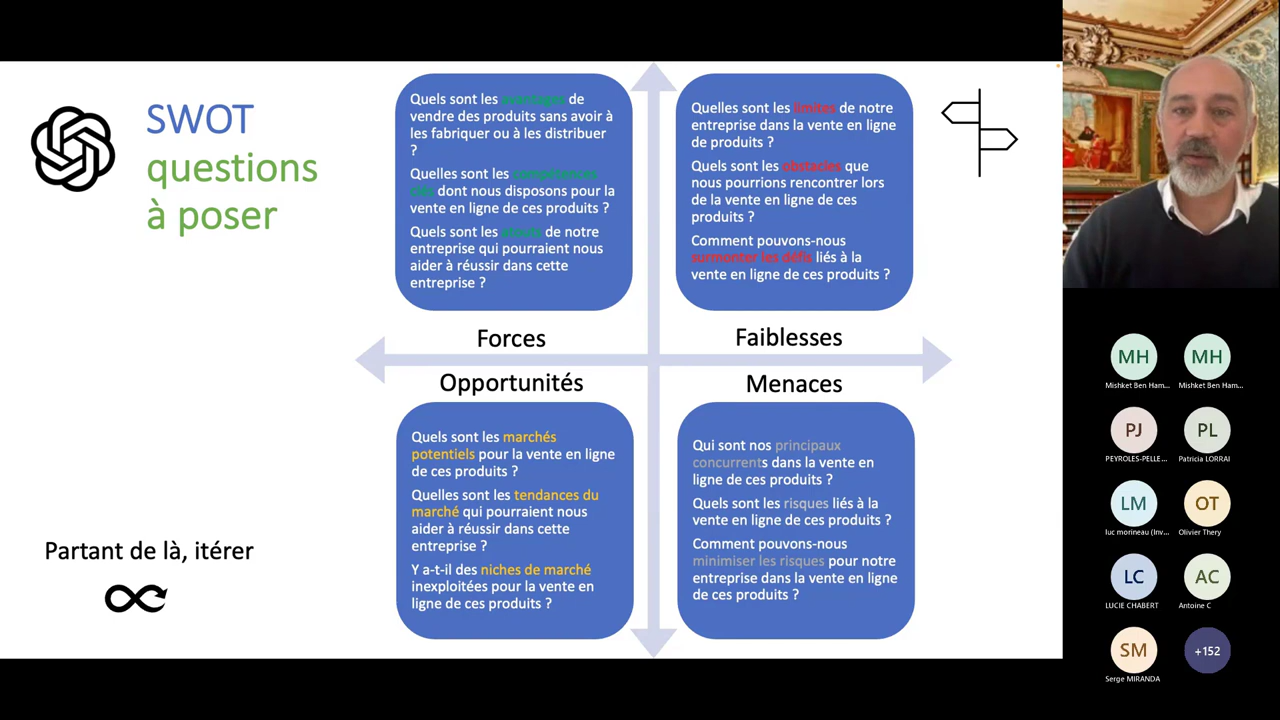 SWOT
questions
à poser
Quels sont les avantages de
vendre des produits sans avoir à
les fabriquer ou à les distribuer
?
Quelles sont les compétences
clés dont nous disposons pour la
vente en ligne de ces produits ?
Quels sont les atouts de notre
entreprise qui pourraient nous
aider à réussir dans cette
entreprise ?
Quelles sont les limites de notre
entreprise dans la vente en ligne
de produits ?
Quels sont les obstacles que
nous pourrions rencontrer lors
de la vente en ligne de ces
produits ?
Comment pouvons-nous
surmonter les défis liés à la
vente en ligne de ces produits ?
Forces
Faiblesses
Opportunités
Menaces
Quels sont les marchés
potentiels pour la vente en ligne
de ces produits ?
Quelles sont les tendances du
marché qui pourraient nous
aider à réussir dans cette
entreprise ?
Y a-t-il des niches de marché
inexploitées pour la vente en
ligne de ces produits ?
Qui sont nos principaux
concurrents dans la vente en
ligne de ces produits ?
Quels sont les risques liés à la
vente en ligne de ces produits ?
Comment pouvons-nous
minimiser les risques pour notre
entreprise dans la vente en ligne
de ces produits ?
Partant de là, itérer
MH
Mishket Ben Ham...
MH
Mishket Ben Ham...
PJ
PEYROLES-PELLE...
PL
Patricia LORRAI
LM
luc morineau (Inv...
OT
Olivier Thery
LC
LUCIE CHABERT
AC
Antoine C
SM
Serge MIRANDA
+152